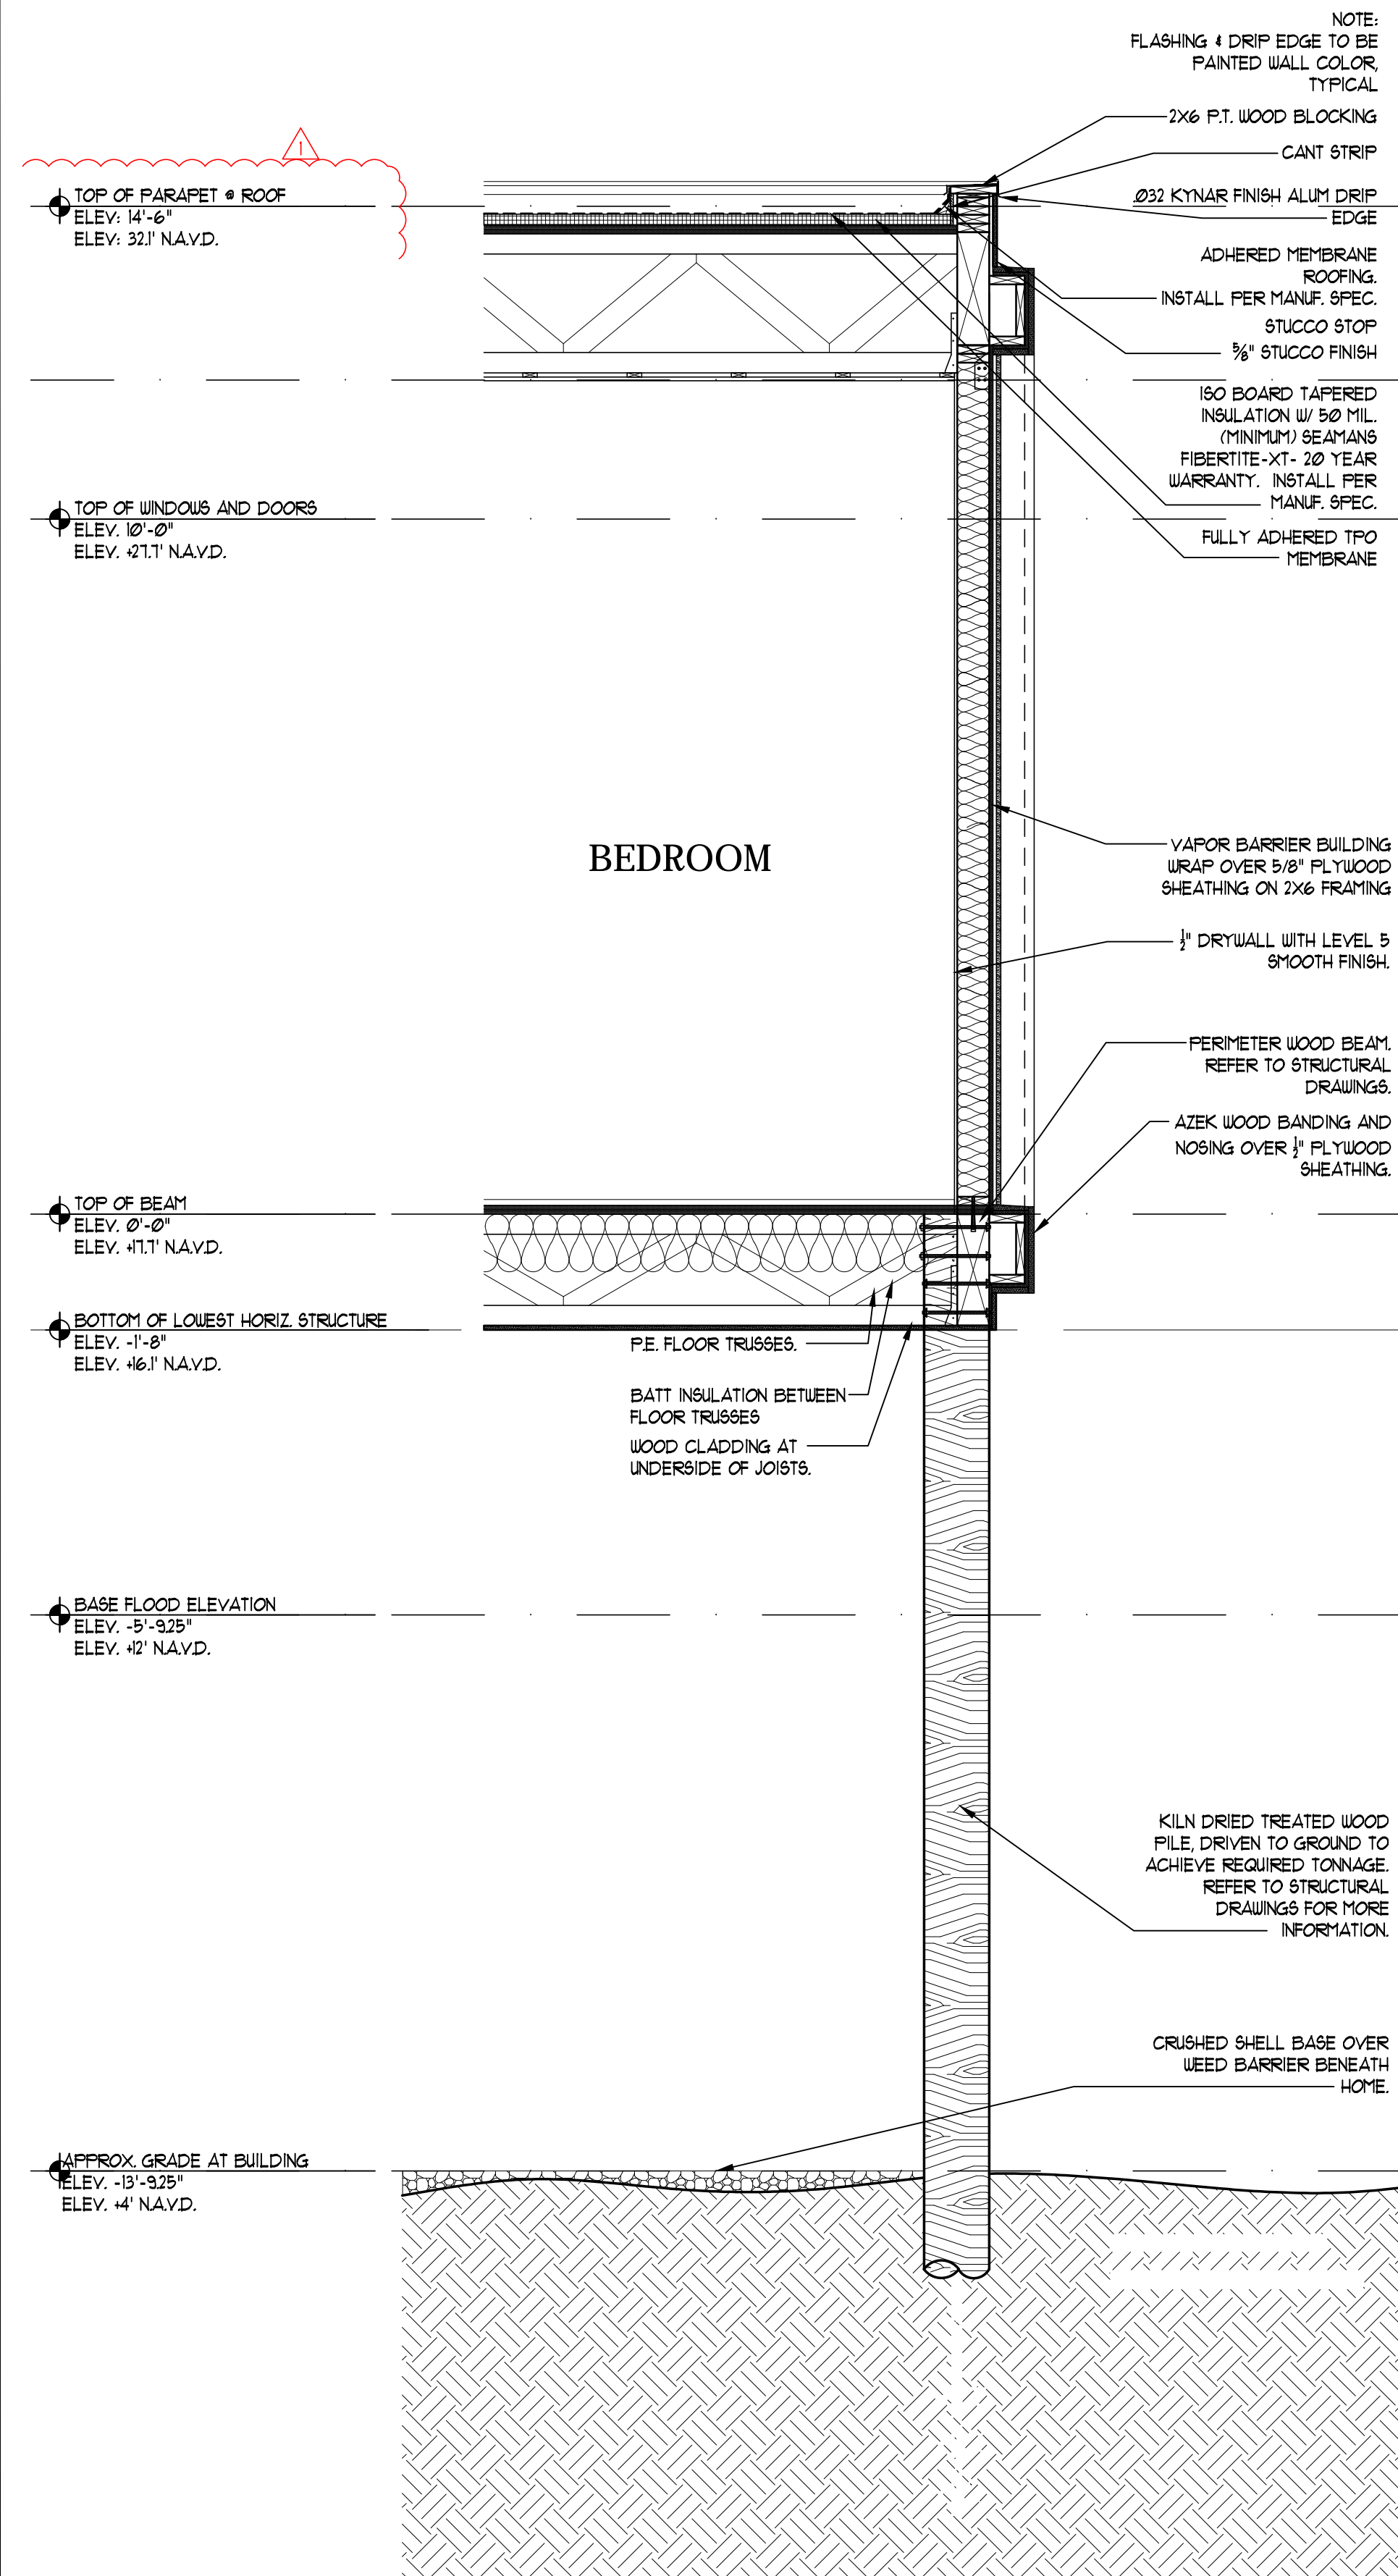 NOTE:
FLASHING & DRIP EDGE TO BE
PAINTED WALL COLOR,
TYPICAL
2X6 P.T. WOOD BLOCKING
CANT STRIP
.032 KYNAR FINISH ALUM DRIP
EDGE
ADHERED MEMBRANE
ROOFING.
INSTALL PER MANUF. SPEC.
STUCCO STOP
5/8" STUCCO FINISH
ISO BOARD TAPERED
INSULATION W/ 50 MIL.
(MINIMUM) SEAMANS
FIBERTITE-XT- 20 YEAR
WARRANTY. INSTALL PER
MANUF. SPEC.
FULLY ADHERED TPO
MEMBRANE
1
TOP OF PARAPET @ ROOF
ELEV: 14'-6"
ELEV: 32.1' N.A.V.D.
TOP OF WINDOWS AND DOORS
ELEV. 10'-0"
ELEV. +27.7' N.A.V.D.
BEDROOM
VAPOR BARRIER BUILDING
WRAP OVER 5/8" PLYWOOD
SHEATHING ON 2X6 FRAMING
1/2" DRYWALL WITH LEVEL 5
SMOOTH FINISH.
PERIMETER WOOD BEAM.
REFER TO STRUCTURAL
DRAWINGS.
AZEK WOOD BANDING AND
NOSING OVER 1/2" PLYWOOD
SHEATHING.
TOP OF BEAM
ELEV. 0'-0"
ELEV. +17.7' N.A.V.D.
BOTTOM OF LOWEST HORIZ. STRUCTURE
ELEV. -1'-8"
ELEV. +16.1' N.A.V.D.
P.E. FLOOR TRUSSES.
BATT INSULATION BETWEEN
FLOOR TRUSSES
WOOD CLADDING AT
UNDERSIDE OF JOISTS.
BASE FLOOD ELEVATION
ELEV. -5'-9.25"
ELEV. +12' N.A.V.D.
KILN DRIED TREATED WOOD
PILE, DRIVEN TO GROUND TO
ACHIEVE REQUIRED TONNAGE.
REFER TO STRUCTURAL
DRAWINGS FOR MORE
INFORMATION.
CRUSHED SHELL BASE OVER
WEED BARRIER BENEATH
HOME.
APPROX. GRADE AT BUILDING
ELEV. -13'-9.25"
ELEV. +4' N.A.V.D.